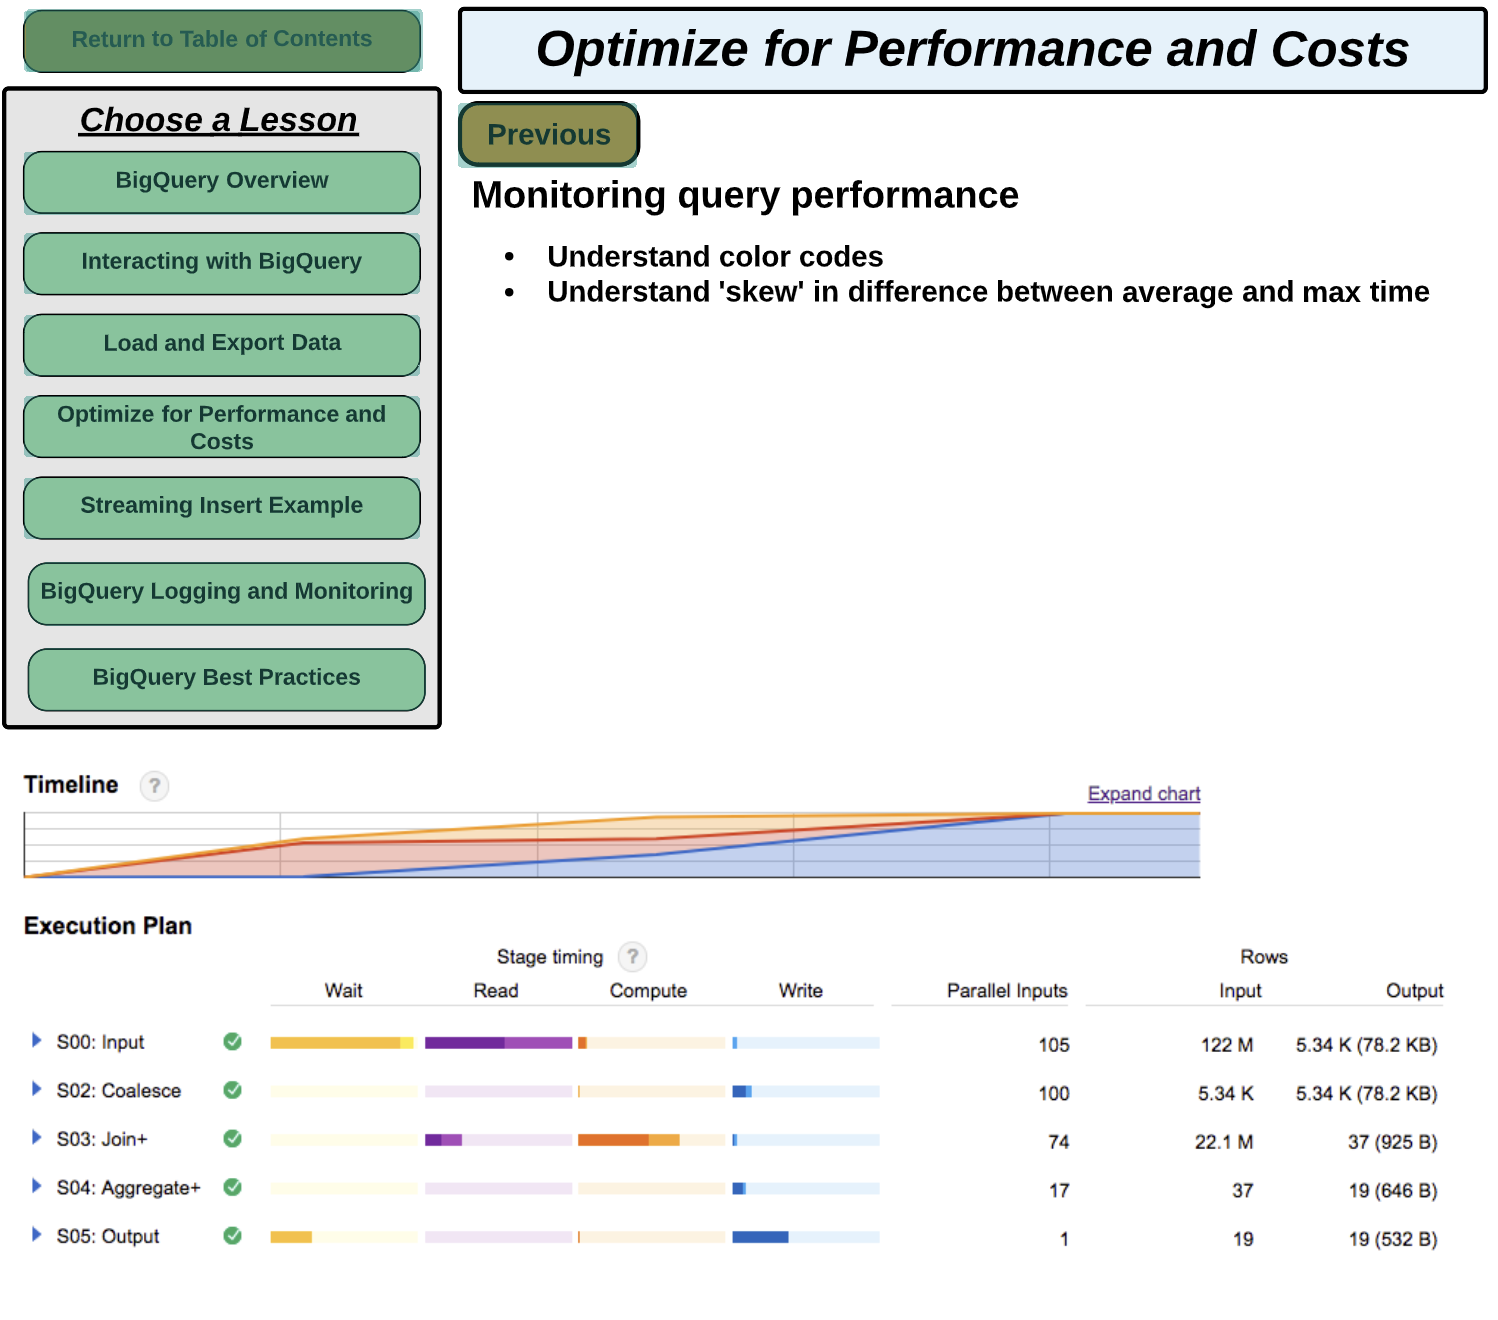 Return to Table of Contents
Choose a Lesson
BigQuery Overview
Interacting with BigQuery
Load and Export Data
Optimize for Performance and
Costs
Streaming Insert Example
BigQuery Logging and Monitoring
BigQuery Best Practices
Optimize for Performance and Costs
Previous
Monitoring query performance
• Understand color codes
• Understand 'skew' in difference between average and max time
Timeline ?
Expand chart
Execution Plan
Stage timing ? Rows
Wait Read Compute Write Parallel Inputs Input Output
S00: Input 105 122 M 5.34 K (78.2 KB)
S02: Coalesce 100 5.34 K 5.34 K (78.2 KB)
S03: Join+ 74 22.1 M 37 (925 B)
S04: Aggregate+ 17 37 19 (646 B)
S05: Output 1 19 19 (532 B)